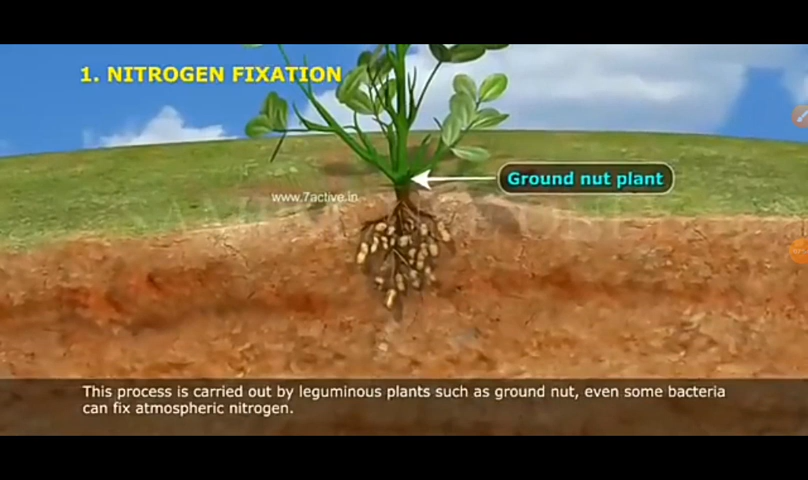 1. NITROGEN FIXATION
Ground nut plant
www.7active.in
This process is carried out by leguminous plants such as ground nut, even some bacteria
can fix atmospheric nitrogen.